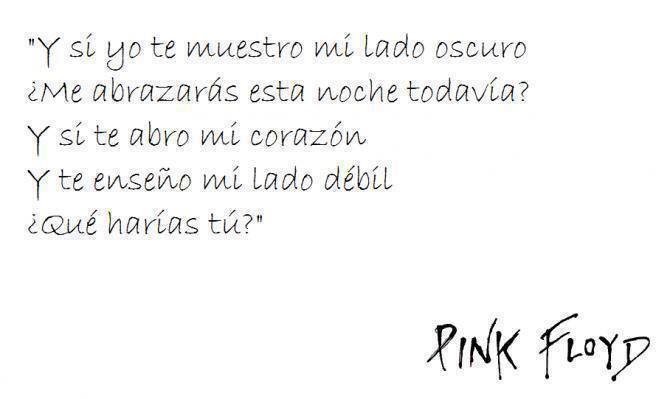 "Y si yo te muestro mi lado oscuro
¿Me abrazarás esta noche todavía?
Y si te abro mi corazón
Y te enseño mi lado débil
¿Qué harías tú?"
PINK FLOYD